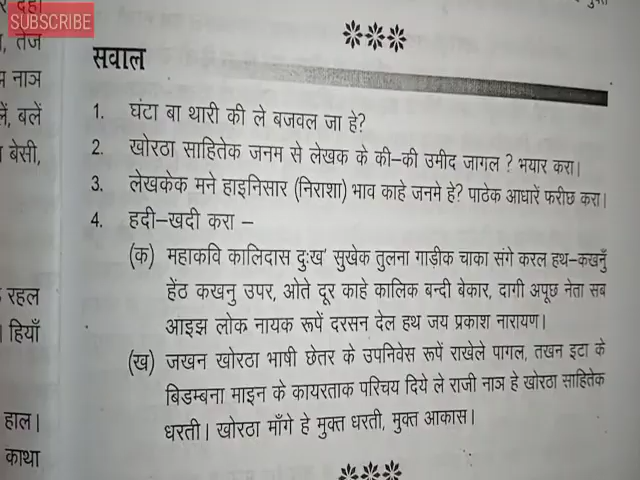 SUBSCRIBE
, तेज
नाञ
, बलें
बेसी,
रहल
हियाँ
हाल।
काथा
सवाल
1. घंटा बा थारी की ले बजवल जा हे?
2. खोरठा साहितेक जनम से लेखक के की–की उमीद जागल ? भयार करा।
3. लेखकेक मने हाइनिसार (निराशा) भाव काहे जनमे हे? पाठेक आधारें फरीछ करा।
4. हदी–खदी करा –
(क) महाकवि कालिदास दुःख' सुखेक तुलना गाड़ीक चाका संगे करल हथ–कखनुँ
हेंठ कखनु उपर, ओते दूर काहे कालिक बन्दी बेकार, दागी अपूछ नेता सब
आइझ लोक नायक रूपें दरसन देल हथ जय प्रकाश नारायण।
(ख) जखन खोरठा भाषी छेतर के उपनिवेस रूपें राखेले पागल, तखन इटा के
बिडम्बना माइन के कायरताक परिचय दिये ले राजी नाञ हे खोरठा साहितेक
धरती। खोरठा माँगे हे मुक्त धरती, मुक्त आकास।